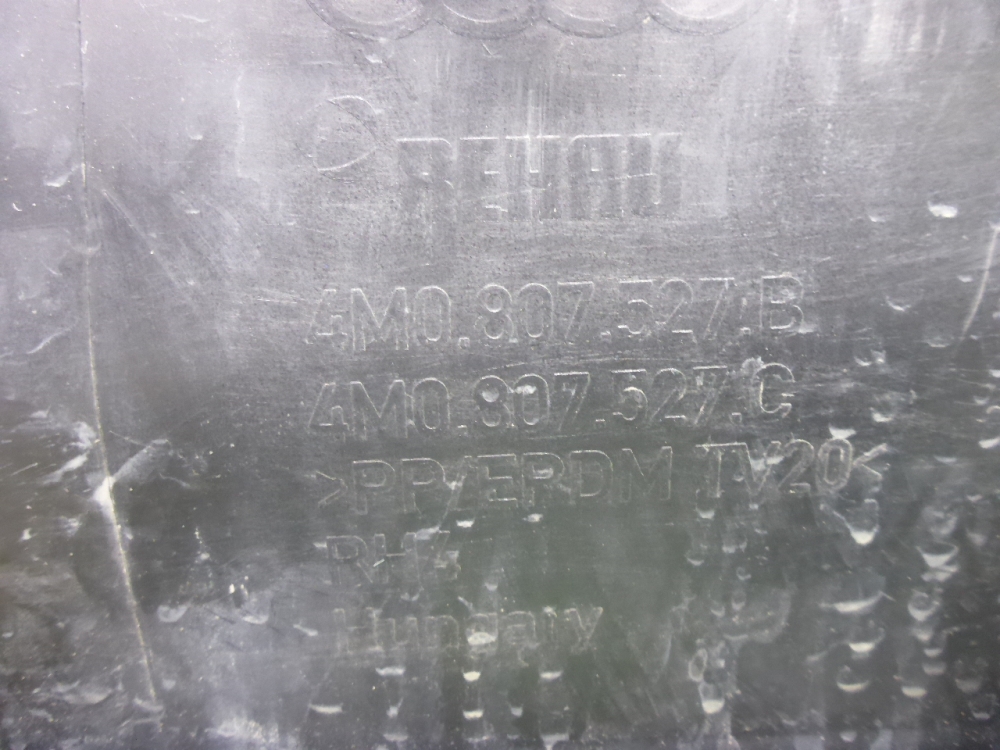 REHAU
4M0.807.527.B
4M0.807.527.C
>PP/EPDM TV20<
RH4
Hungary